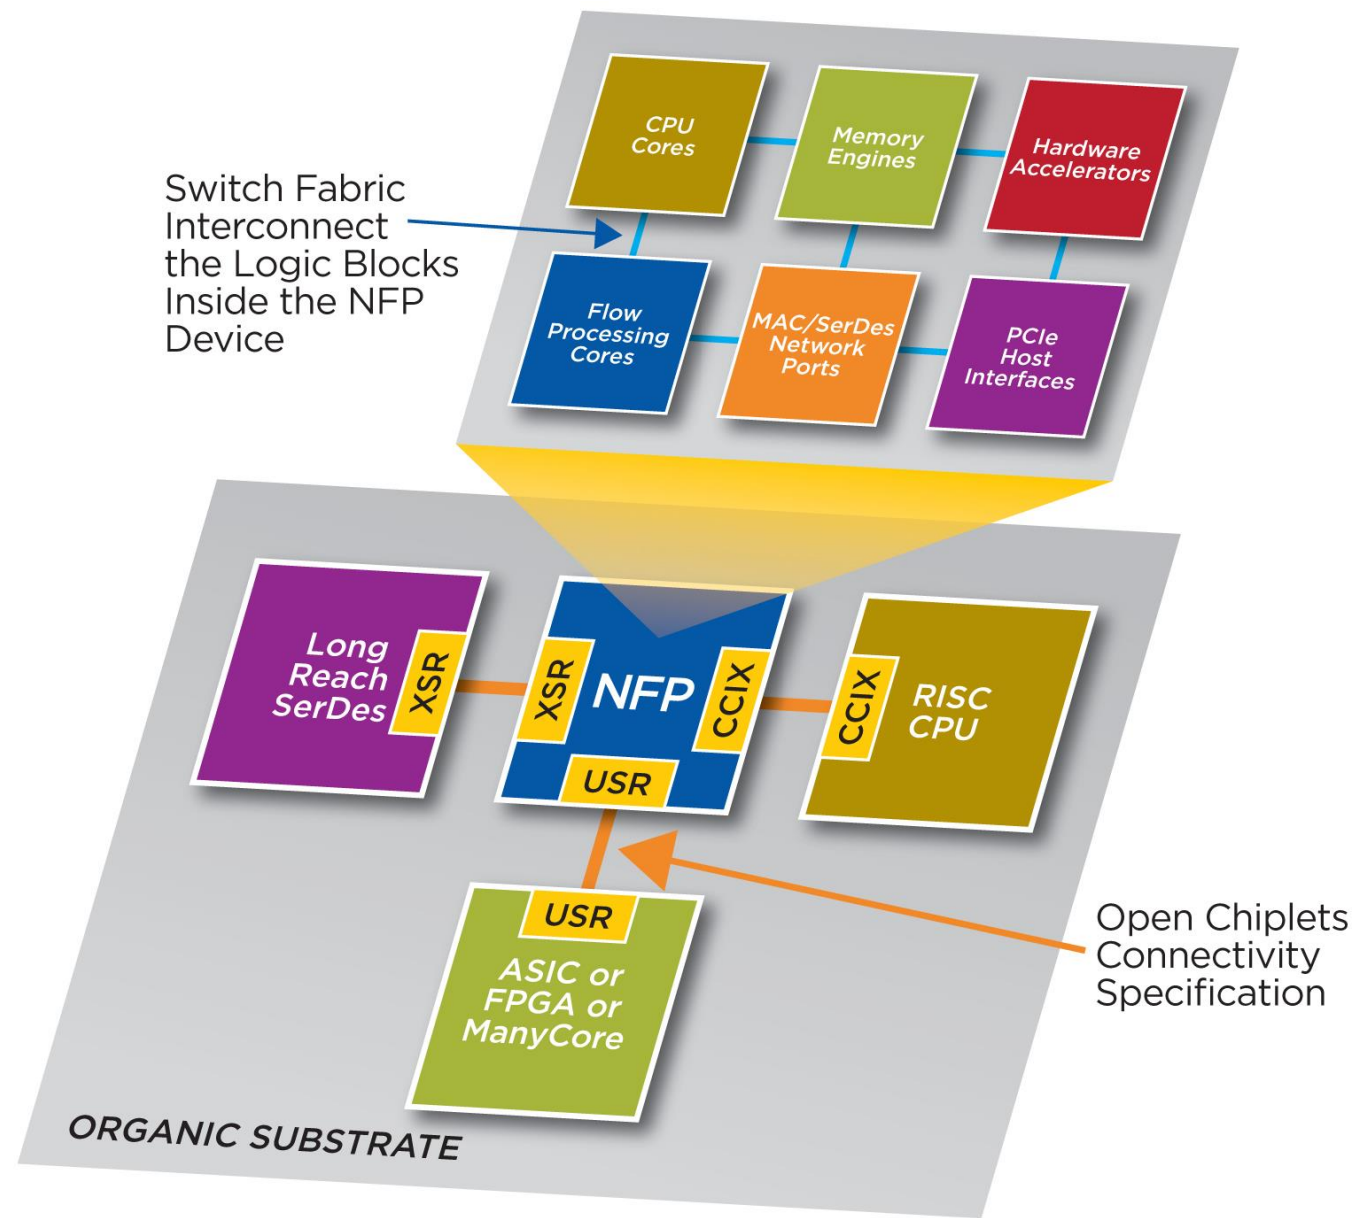 CPU
Cores
Memory
Engines
Hardware
Accelerators
Switch Fabric
Interconnect
the Logic Blocks
Inside the NFP
Device
Flow
Processing
Cores
MAC/SerDes
Network
Ports
PCIe
Host
Interfaces
Long
Reach
SerDes
XSR
XSR
NFP
CCIX
USR
CCIX
RISC
CPU
USR
ASIC or
FPGA or
ManyCore
Open Chiplets
Connectivity
Specification
ORGANIC SUBSTRATE